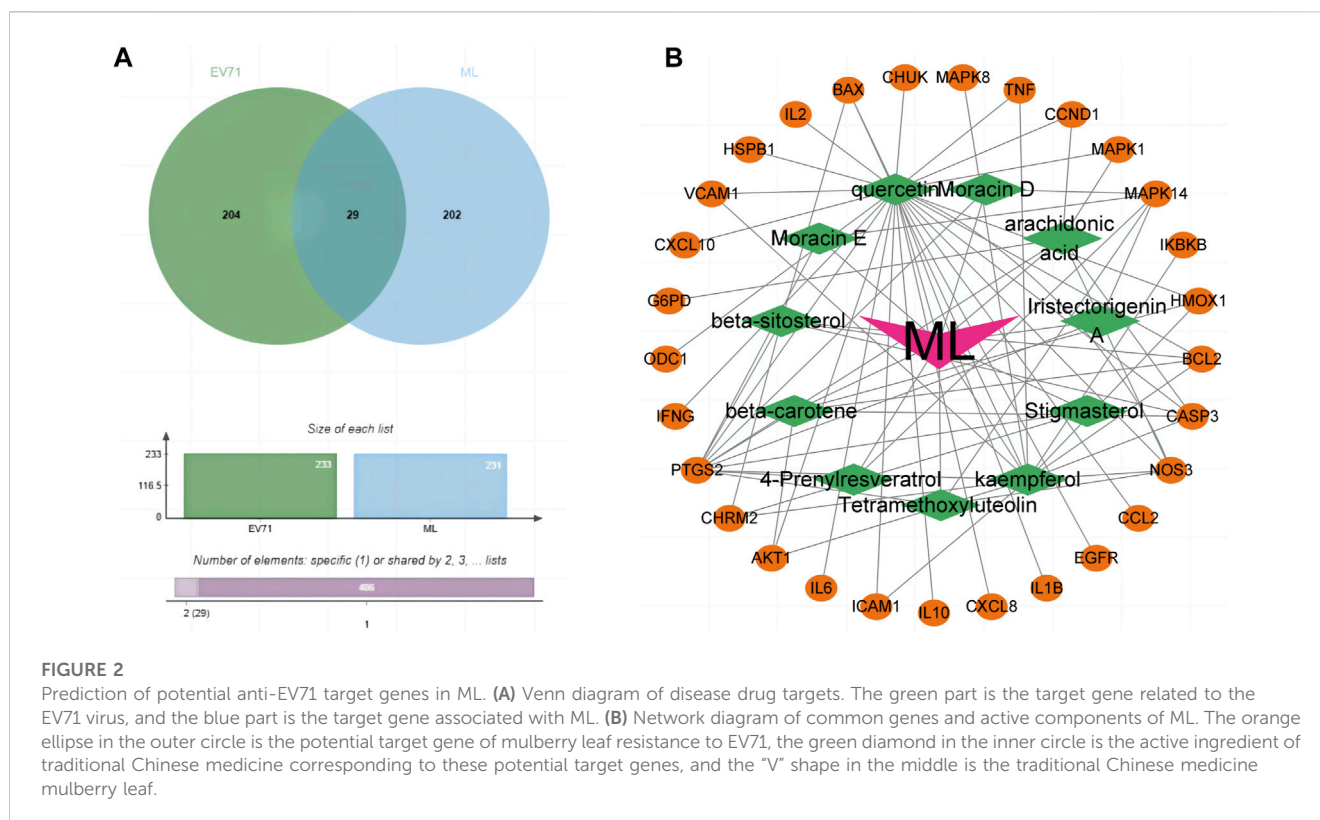 A
EV71
ML
204
29
202
Size of each list
233
116.5
0
233
231
EV71
ML
Number of elements: specific (1) or shared by 2, 3, ... lists
2 (29)
1
B
CHUK
MAPK8
BAX
TNF
IL2
CCND1
HSPB1
MAPK1
VCAM1
quercetin
Moracin D
MAPK14
CXCL10
Moracin E
arachidonic
acid
IKBKB
G6PD
HMOX1
beta-sitosterol
Iristectorigenin
A
ML
ODC1
BCL2
IFNG
beta-carotene
Stigmasterol
CASP3
PTGS2
4-Prenylresveratrol
kaempferol
NOS3
Tetramethoxyluteolin
CHRM2
CCL2
AKT1
EGFR
IL6
IL1B
ICAM1
IL10
CXCL8
FIGURE 2
Prediction of potential anti-EV71 target genes in ML. (A) Venn diagram of disease drug targets. The green part is the target gene related to the
EV71 virus, and the blue part is the target gene associated with ML. (B) Network diagram of common genes and active components of ML. The orange
ellipse in the outer circle is the potential target gene of mulberry leaf resistance to EV71, the green diamond in the inner circle is the active ingredient of
traditional Chinese medicine corresponding to these potential target genes, and the "V" shape in the middle is the traditional Chinese medicine
mulberry leaf.